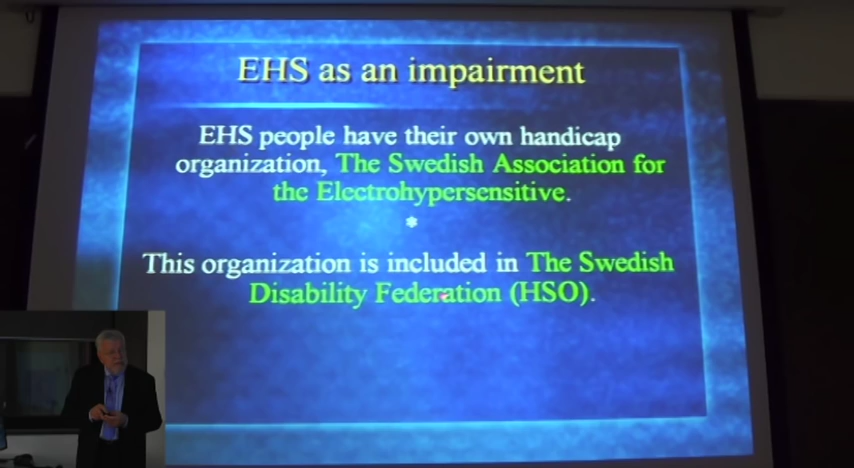 EHS as an impairment
EHS people have their own handicap
organization, The Swedish Association for
the Electrohypersensitive.
*
This organization is included in The Swedish
Disability Federation (HSO).